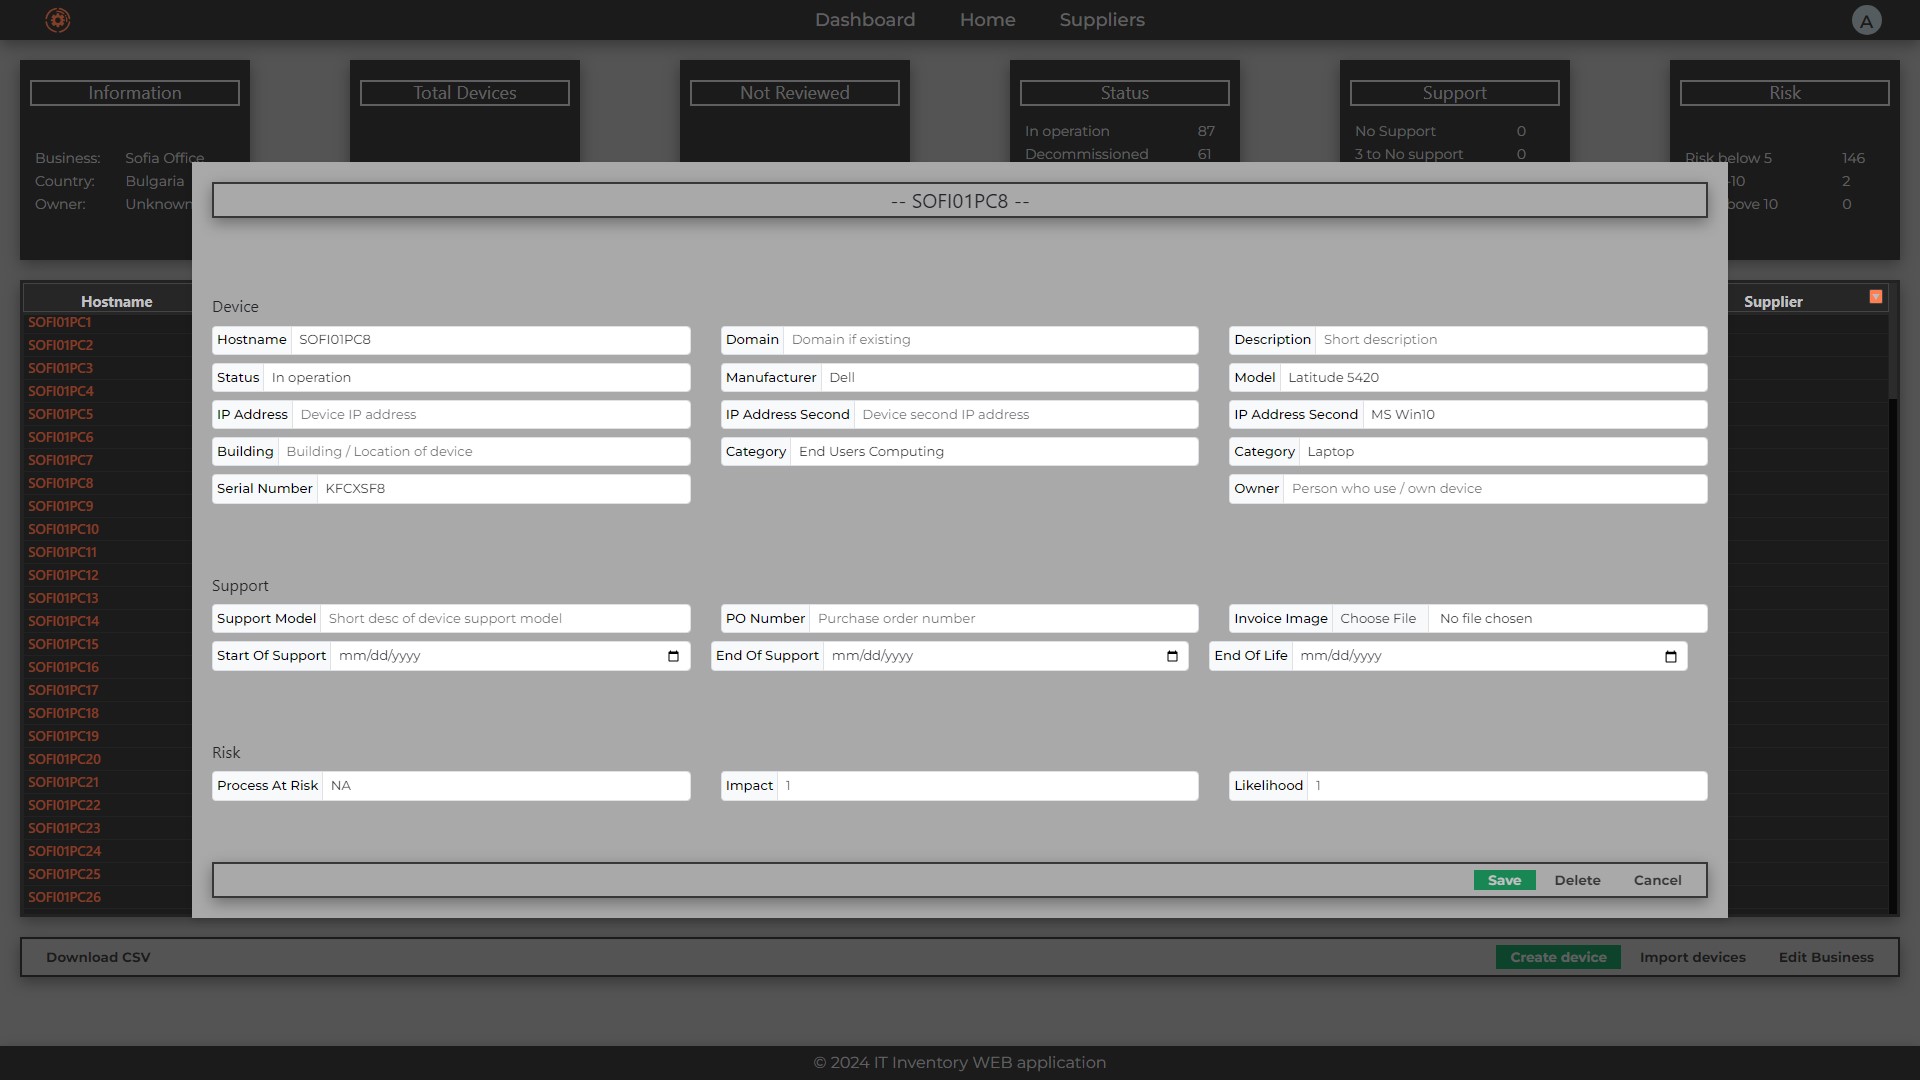 Dashboard Home Suppliers A
Information Total Devices Not Reviewed Status Support Risk
In operation 87 No Support 0
Decommissioned 61 3 to No support 0
Business: Sofia Office Risk below 5 146
Country: Bulgaria -10 2
Owner: Unknown 10 0
-- SOFI01PC8 --
Hostname Supplier
SOFI01PC1
SOFI01PC2
SOFI01PC3
SOFI01PC4
SOFI01PC5
SOFI01PC6
SOFI01PC7
SOFI01PC8
SOFI01PC9
SOFI01PC10
SOFI01PC11
SOFI01PC12
SOFI01PC13
SOFI01PC14
SOFI01PC15
SOFI01PC16
SOFI01PC17
SOFI01PC18
SOFI01PC19
SOFI01PC20
SOFI01PC21
SOFI01PC22
SOFI01PC23
SOFI01PC24
SOFI01PC25
SOFI01PC26
Device
Hostname SOFI01PC8 Domain Domain if existing Description Short description
Status In operation Manufacturer Dell Model Latitude 5420
IP Address Device IP address IP Address Second Device second IP address IP Address Second MS Win10
Building Building / Location of device Category End Users Computing Category Laptop
Serial Number KFCXSF8 Owner Person who use / own device
Support
Support Model Short desc of device support model PO Number Purchase order number Invoice Image Choose File No file chosen
Start Of Support mm/dd/yyyy End Of Support mm/dd/yyyy End Of Life mm/dd/yyyy
Risk
Process At Risk NA Impact 1 Likelihood 1
Save Delete Cancel
Download CSV Create device Import devices Edit Business
© 2024 IT Inventory WEB application